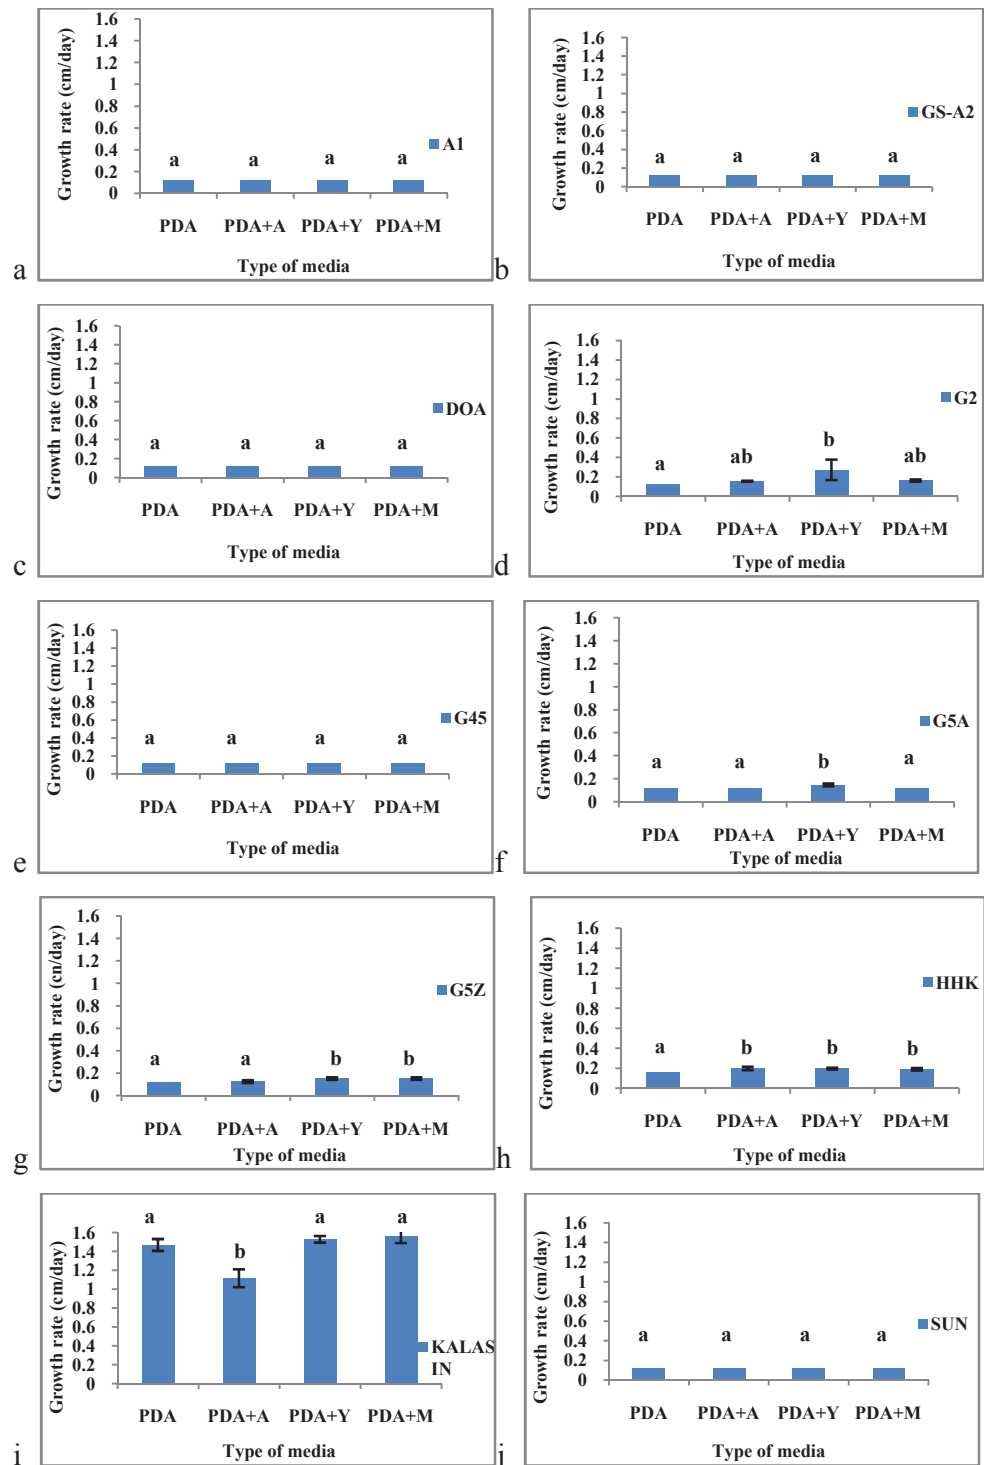 1.6
1.4
1.2
1
0.8
0.6
0.4
0.2
0
Growth rate (cm/day)
a a a a
PDA PDA+A PDA+Y PDA+M
Type of media
A1
a
1.6
1.4
1.2
1
0.8
0.6
0.4
0.2
0
Growth rate (cm/day)
a a a a
PDA PDA+A PDA+Y PDA+M
Type of media
GS-A2
b
1.6
1.4
1.2
1
0.8
0.6
0.4
0.2
0
Growth rate (cm/day)
a a a a
PDA PDA+A PDA+Y PDA+M
Type of media
DOA
c
1.6
1.4
1.2
1
0.8
0.6
0.4
0.2
0
Growth rate (cm/day)
a ab b ab
PDA PDA+A PDA+Y PDA+M
Type of media
G2
d
1.6
1.4
1.2
1
0.8
0.6
0.4
0.2
0
Growth rate (cm/day)
a a a a
PDA PDA+A PDA+Y PDA+M
Type of media
G45
e
1.6
1.4
1.2
1
0.8
0.6
0.4
0.2
0
Growth rate (cm/day)
a a b a
PDA PDA+A PDA+Y PDA+M
Type of media
G5A
f
1.6
1.4
1.2
1
0.8
0.6
0.4
0.2
0
Growth rate (cn/day)
a a b b
PDA PDA+A PDA+Y PDA+M
Type of media
G5Z
g
1.6
1.4
1.2
1
0.8
0.6
0.4
0.2
0
Growth rate (cm/day)
a b b b
PDA PDA+A PDA+Y PDA+M
Type of media
HHK
h
1.6
1.4
1.2
1
0.8
0.6
0.4
0.2
0
Growth rate (cm/day)
a b a a
PDA PDA+A PDA+Y PDA+M
Type of media
KALAS
IN
i
1.6
1.4
1.2
1
0.8
0.6
0.4
0.2
0
Growth rate (cm/day)
a a a a
PDA PDA+A PDA+Y PDA+M
Type of media
SUN
j